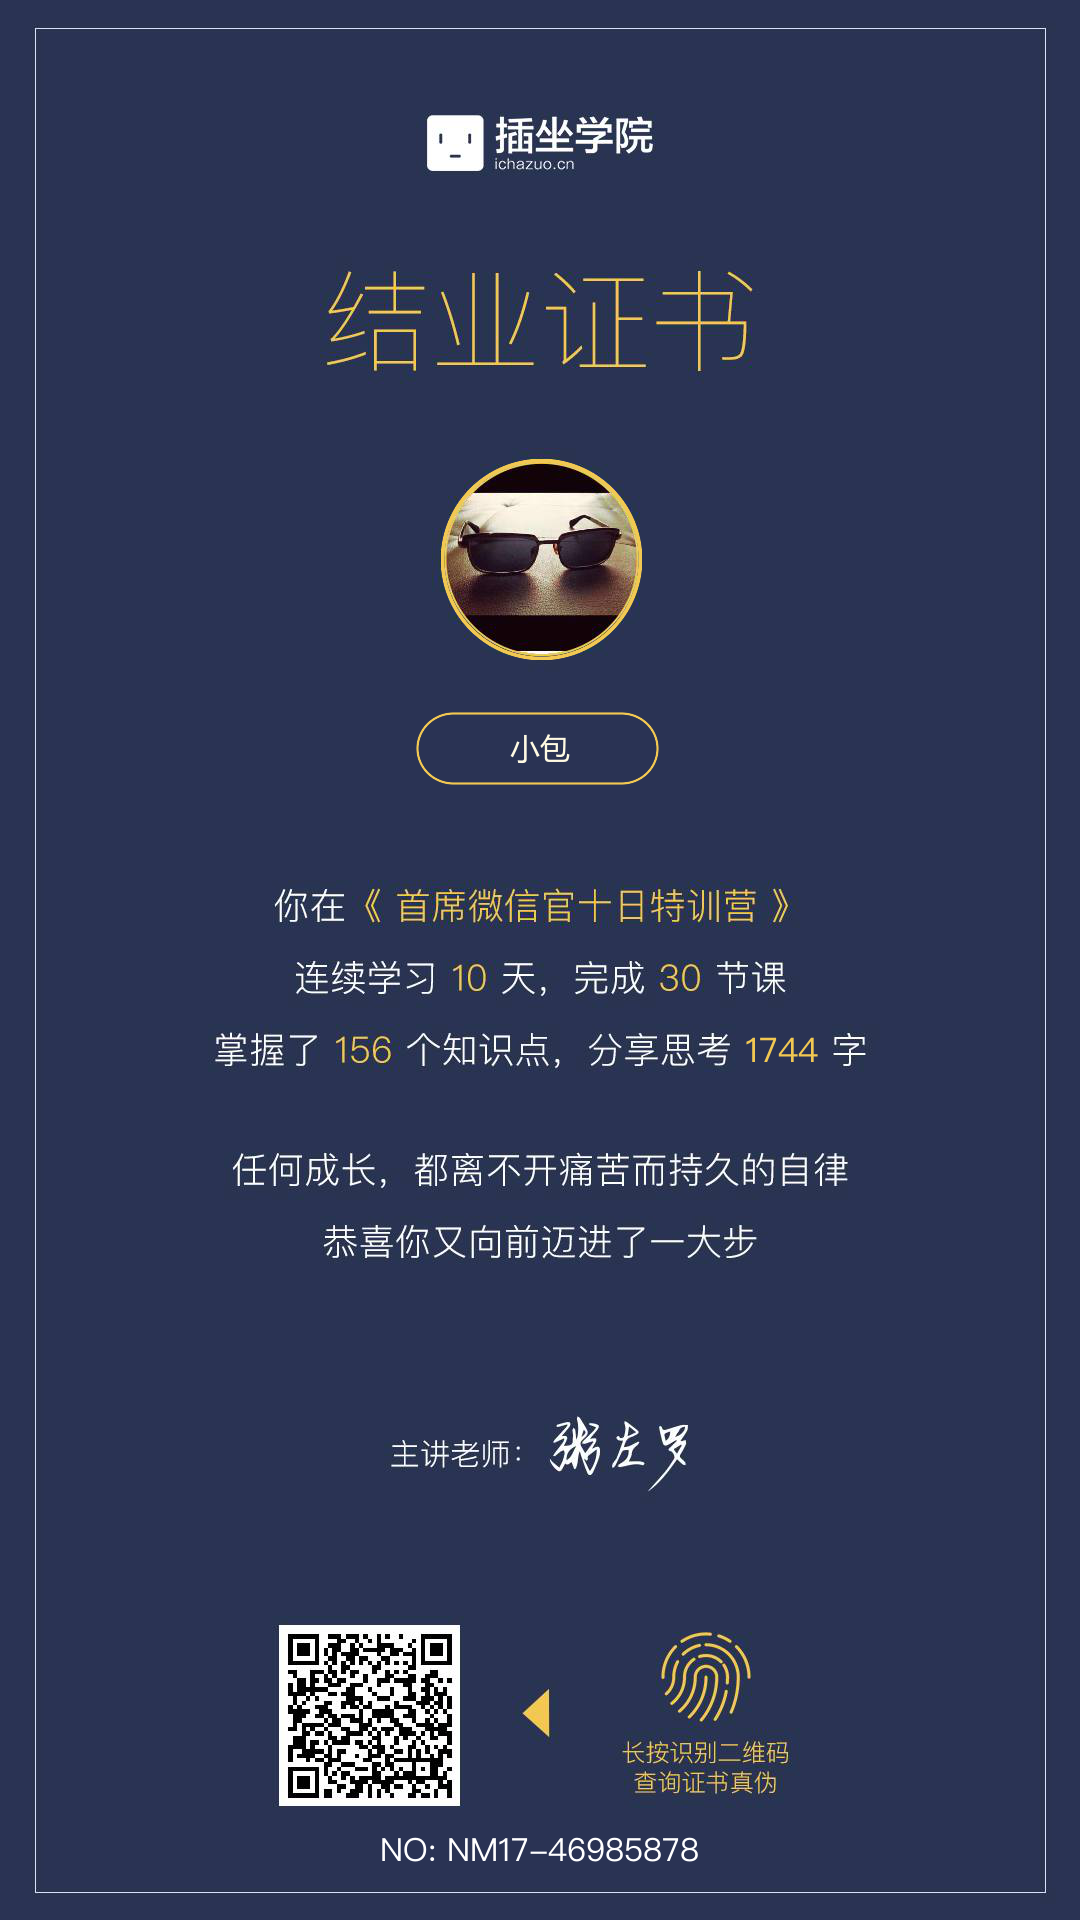 插坐学院
ichazuo.cn
结业证书
小包
你在《 首席微信官十日特训营 》
连续学习 10 天，完成 30 节课
掌握了 156 个知识点，分享思考 1744 字
任何成长，都离不开痛苦而持久的自律
恭喜你又向前迈进了一大步
主讲老师：粥左罗
长按识别二维码
查询证书真伪
NO: NM17-46985878